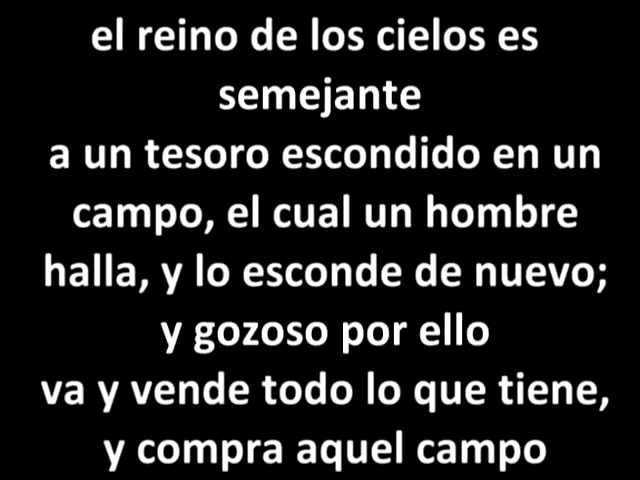 el reino de los cielos es
semejante
a un tesoro escondido en un
campo, el cual un hombre
halla, y lo esconde de nuevo;
y gozoso por ello
va y vende todo lo que tiene,
y compra aquel campo